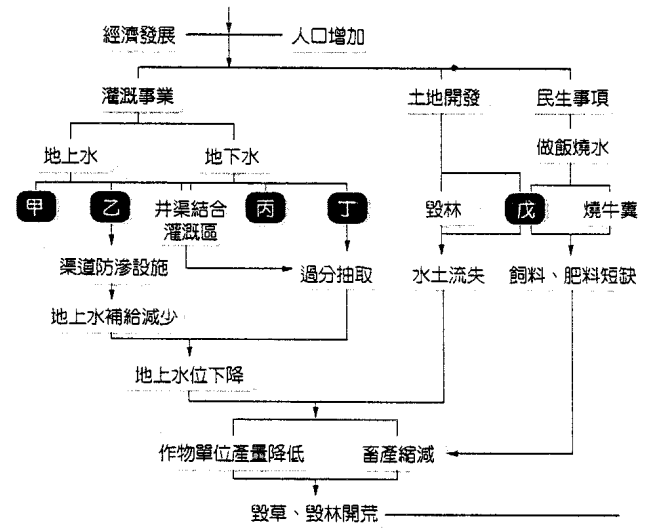 經濟發展 人口增加
灌溉事業 土地開發 民生事項
地上水 地下水 做飯燒水
甲 乙 井渠結合 丙 丁 毀林 戊 燒牛糞
灌溉區
渠道防滲設施 過分抽取 水土流失 飼料、肥料短缺
地上水補給減少
地上水位下降
作物單位產量降低 畜產縮減
毀草、毀林開荒